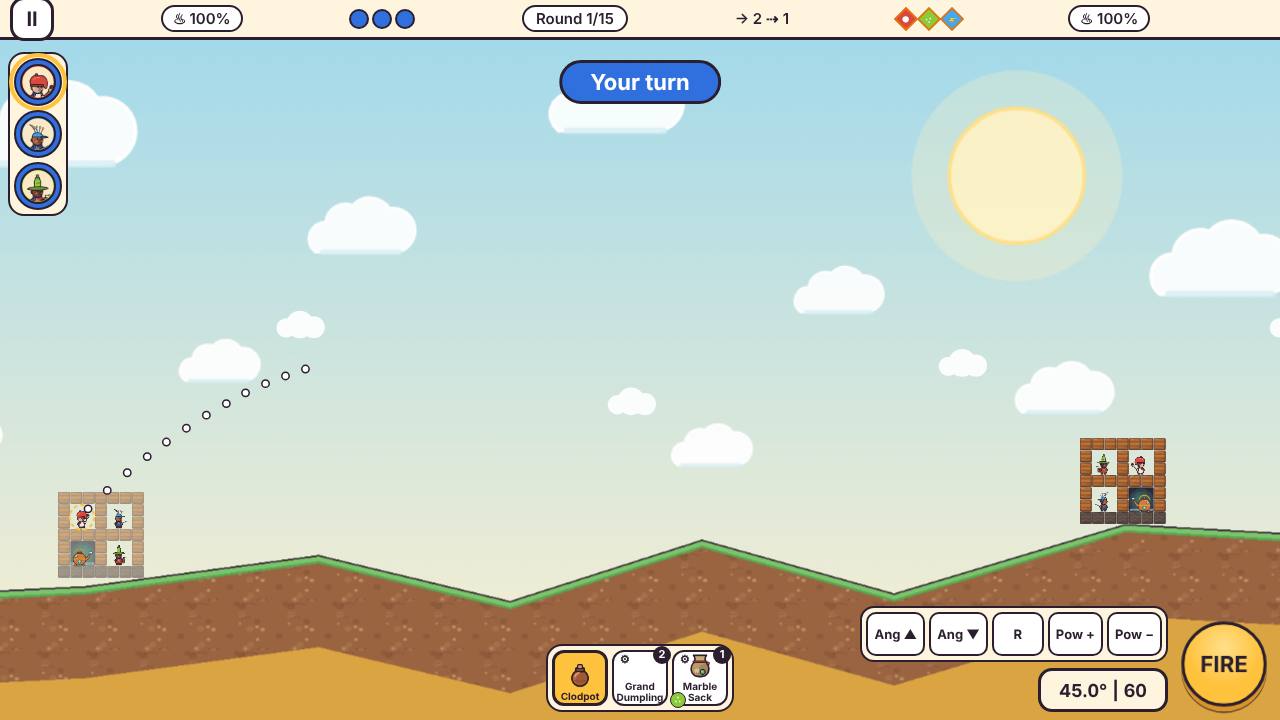 100%
Round 1/15
→ 2 ⇢ 1
100%
Your turn
Ang ▲
Ang ▼
R
Pow +
Pow −
45.0° | 60
FIRE
Clodpot
2
Grand
Dumpling
1
Marble
Sack